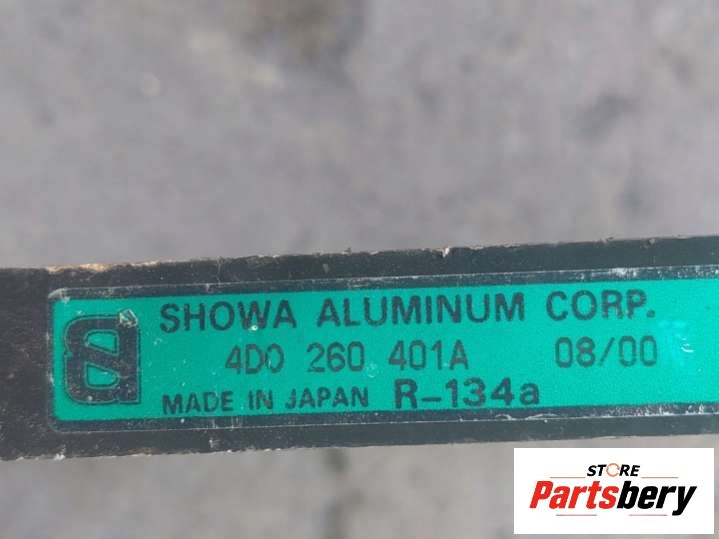 SHOWA ALUMINUM CORP.
4D0 260 401A 08/00
MADE IN JAPAN R-134a
STORE
Partsbery